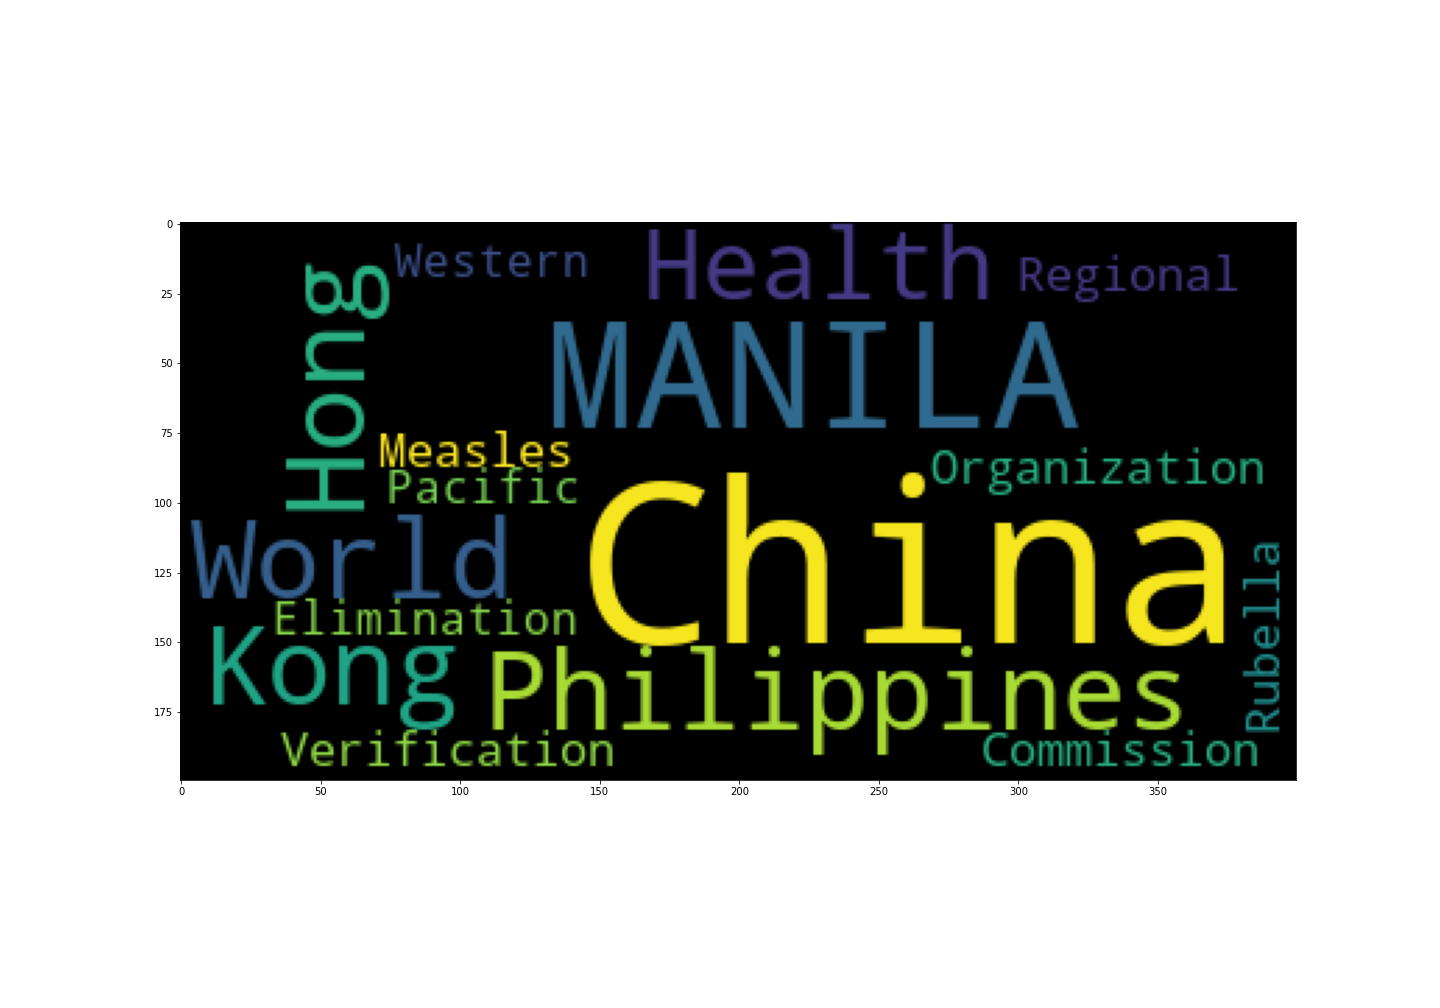 Western
Health
Regional
Hong
MANILA
Measles
Organization
Pacific
China
World
Rubella
Elimination
Kong
Philippines
Verification
Commission
0
25
50
75
100
125
150
175
0
50
100
150
200
250
300
350